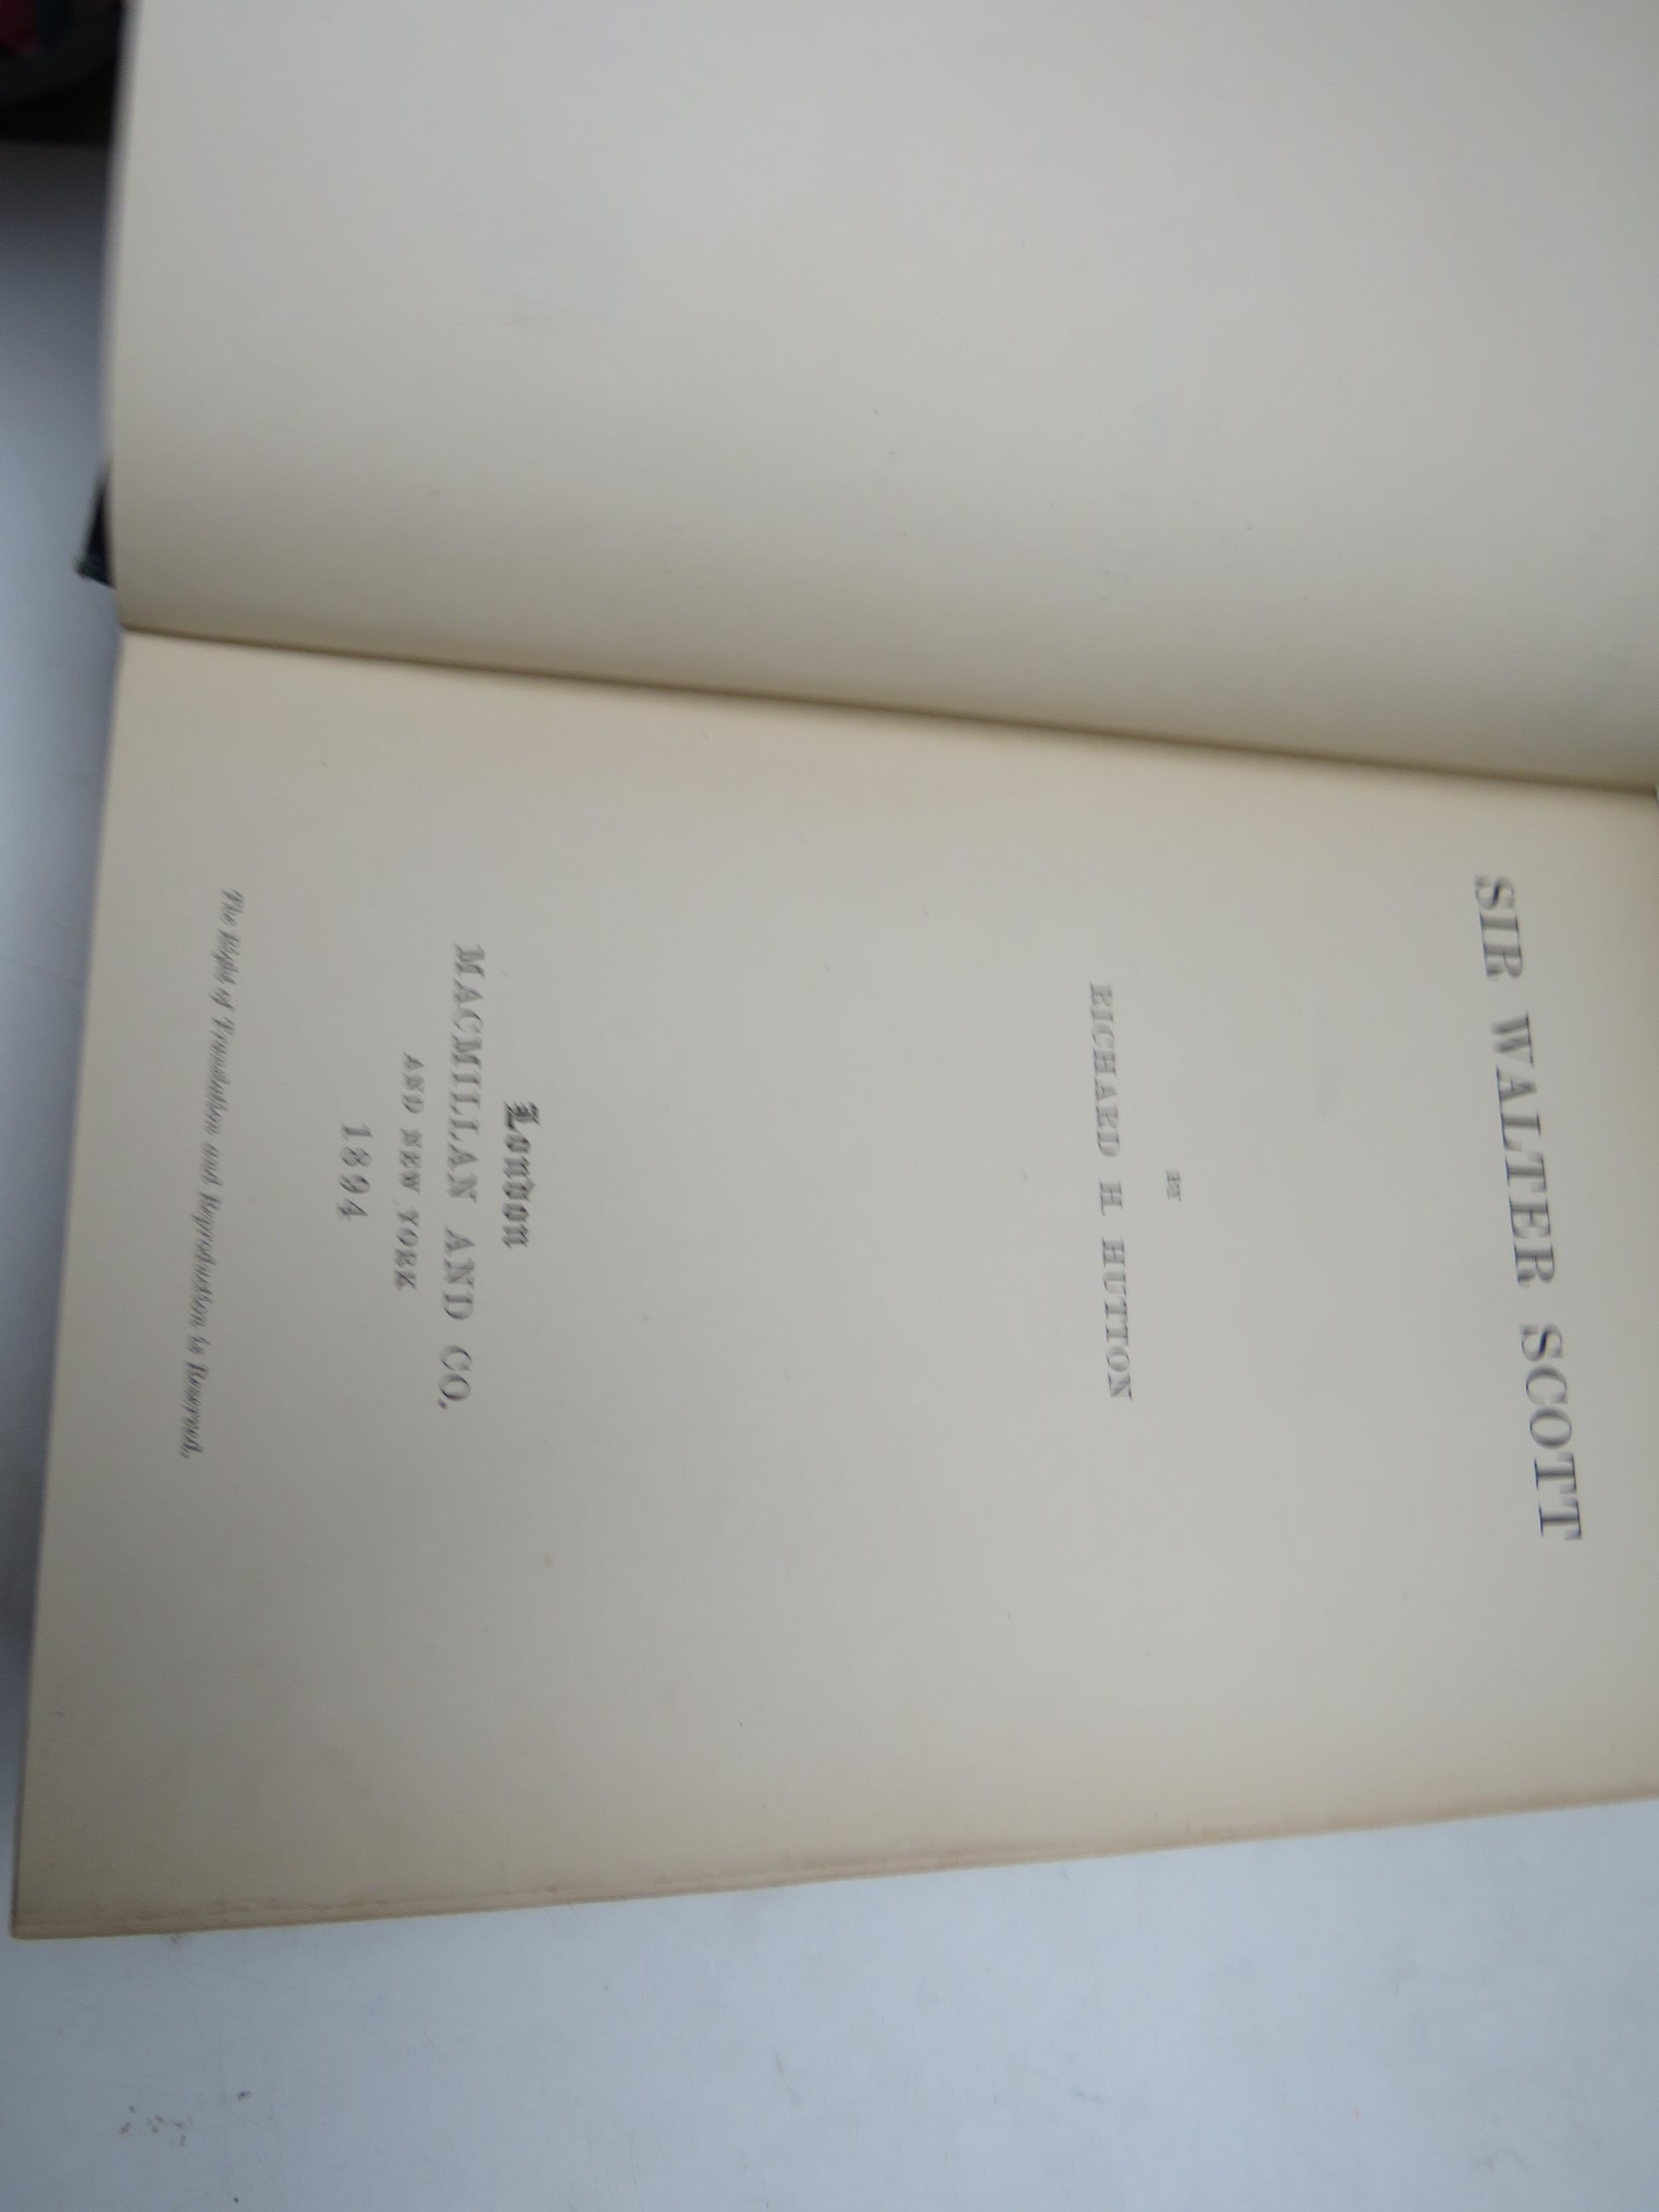 SIR WALTER SCOTT
BY
RICHARD H. HUTTON
London
MACMILLAN AND CO.
AND NEW YORK
1894
The Right of Translation and Reproduction is Reserved.